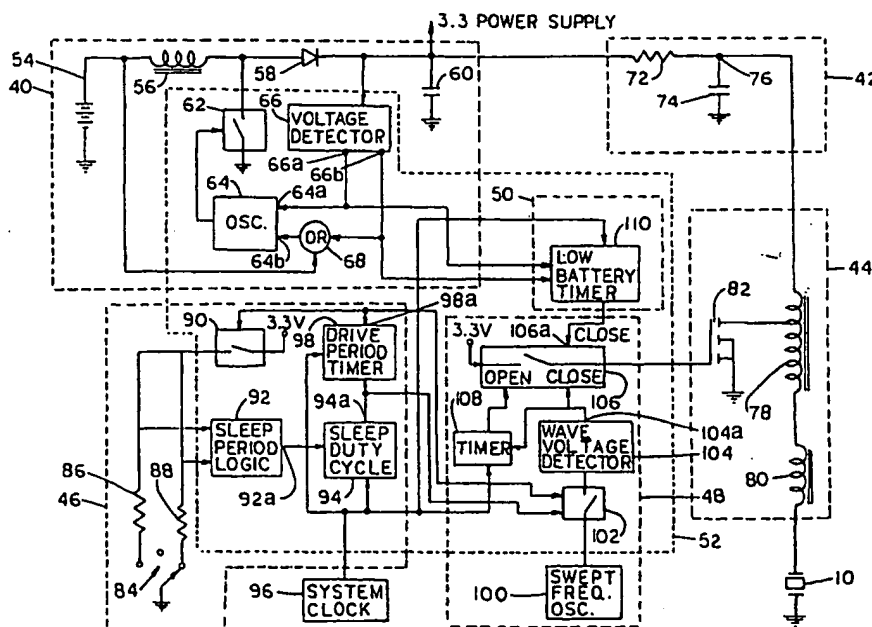 3.3 POWER SUPPLY
54
40
56
58
60
72
76
74
42
62
66
VOLTAGE DETECTOR
66a
66b
64
64a
OSC.
64b
OR
68
50
110
LOW BATTERY TIMER
44
82
78
80
90
3.3V
98
98a
DRIVE PERIOD TIMER
3.3V
106a
CLOSE
OPEN CLOSE
106
92
SLEEP PERIOD LOGIC
92a
94a
SLEEP DUTY CYCLE
94
108
TIMER
104a
WAVE VOLTAGE DETECTOR
104
86
46
88
84
102
48
52
96
SYSTEM CLOCK
100
SWEPT FREQ. OSC.
10